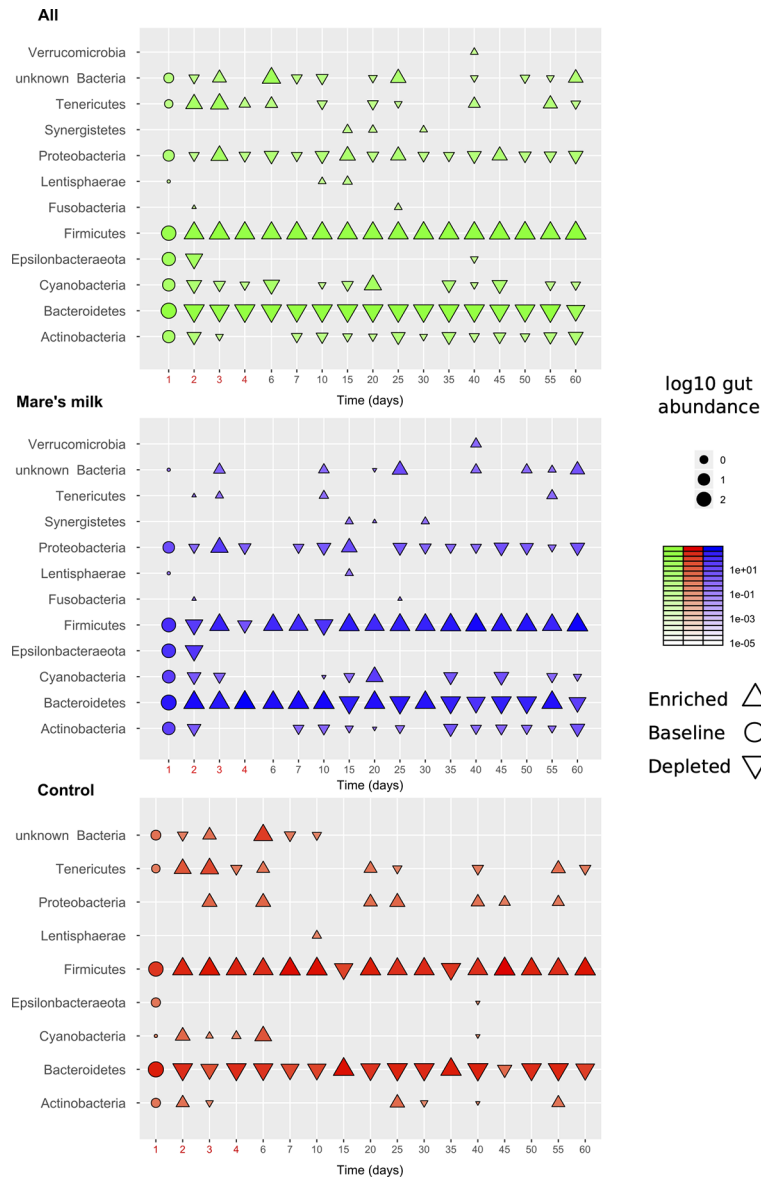 All
Verrucomicrobia
unknown Bacteria
Tenericutes
Synergistetes
Proteobacteria
Lentisphaerae
Fusobacteria
Firmicutes
Epsilonbacteraeota
Cyanobacteria
Bacteroidetes
Actinobacteria
1 2 3 4 6 7 10 15 20 25 30 35 40 45 55 60
Time (days)
Mare's milk
Verrucomicrobia
unknown Bacteria
Tenericutes
Synergistetes
Proteobacteria
Lentisphaerae
Fusobacteria
Firmicutes
Epsilonbacteraeota
Cyanobacteria
Bacteroidetes
Actinobacteria
1 2 3 4 6 7 10 15 20 25 30 35 40 45 50 55 60
Time (days)
Control
unknown Bacteria
Tenericutes
Proteobacteria
Lentisphaerae
Firmicutes
Epsilonbacteraeota
Cyanobacteria
Bacteroidetes
Actinobacteria
1 2 3 4 6 7 10 15 20 25 30 35 40 45 50 55 60
Time (days)
log10 gut
abundance
0
1
2
1e+01
1e-01
1e-03
1e-05
Enriched
Baseline
Depleted